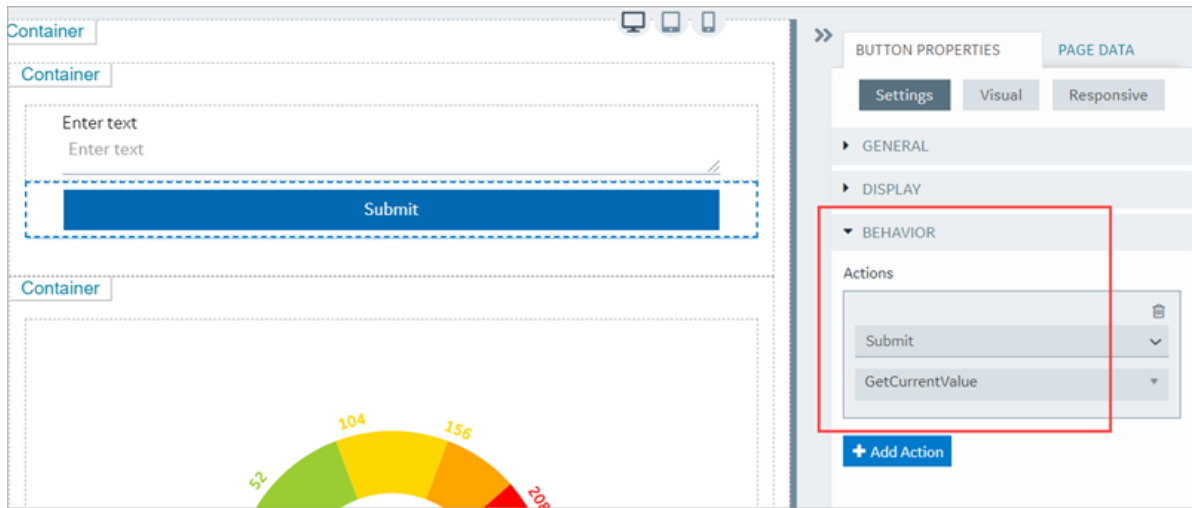 Container
Container
Enter text
Enter text
Submit
Container
52
104
156
208
BUTTON PROPERTIES
PAGE DATA
Settings
Visual
Responsive
GENERAL
DISPLAY
BEHAVIOR
Actions
Submit
GetCurrentValue
Add Action